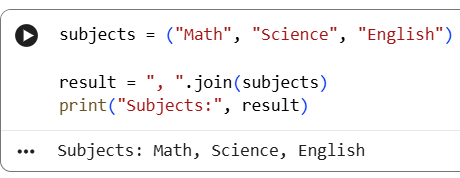 subjects = ("Math", "Science", "English")
result = ", ".join(subjects)
print("Subjects:", result)
Subjects: Math, Science, English